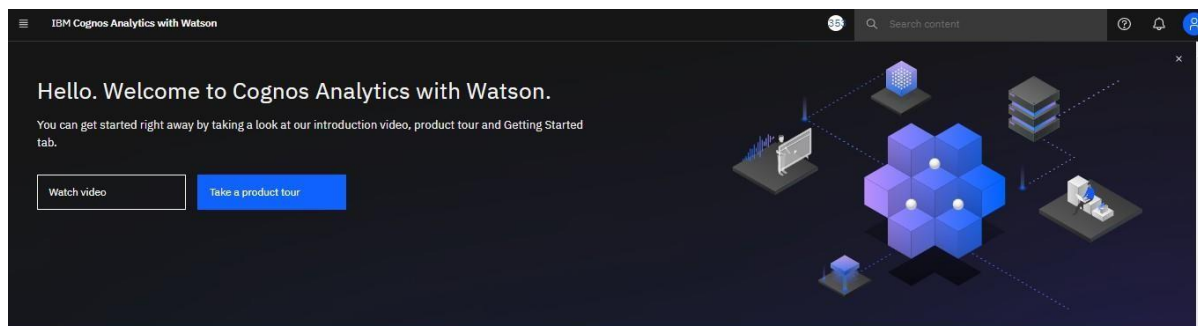 IBM Cognos Analytics with Watson
Search content
Hello. Welcome to Cognos Analytics with Watson.
You can get started right away by taking a look at our introduction video, product tour and Getting Started
tab.
Watch video
Take a product tour